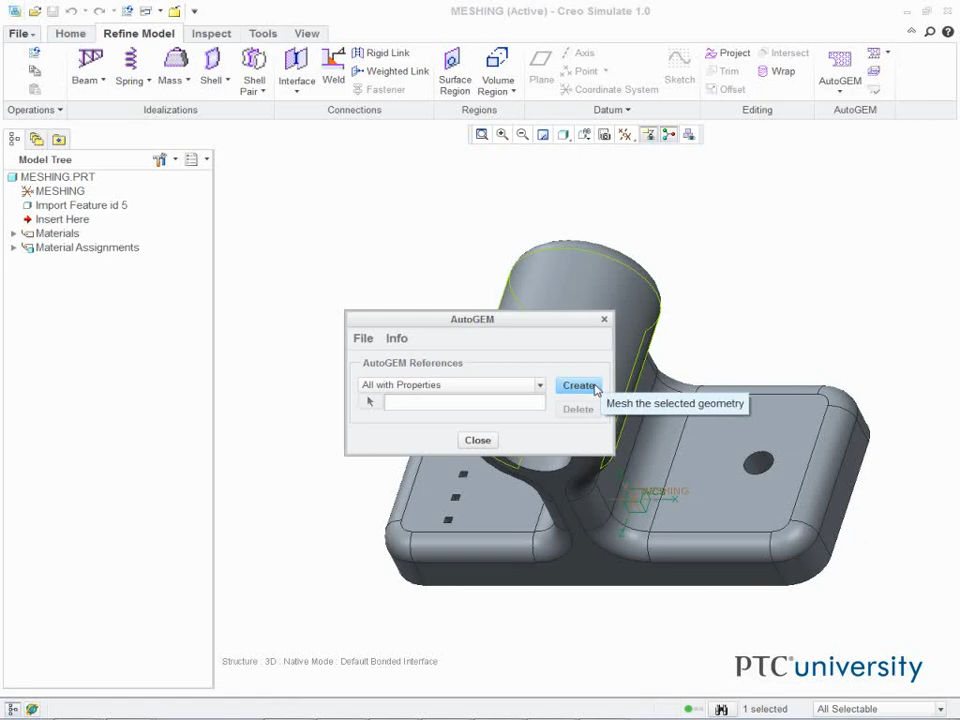 MESHING (Active) - Creo Simulate 1.0
File
Home
Refine Model
Inspect
Tools
View
Beam
Spring
Mass
Shell
Shell Pair
Interface
Weld
Rigid Link
Weighted Link
Fastener
Surface Region
Volume Region
Plane
Axis
Point
Coordinate System
Sketch
Project
Intersect
Trim
Wrap
Offset
AutoGEM
Operations
Idealizations
Connections
Regions
Datum
Editing
AutoGEM
Model Tree
MESHING.PRT
MESHING
Import Feature id 5
Insert Here
Materials
Material Assignments
AutoGEM
File Info
AutoGEM References
All with Properties
Create
Mesh the selected geometry
Delete
Close
Structure : 3D : Native Mode : Default Bonded Interface
PTC university
1 selected
All Selectable